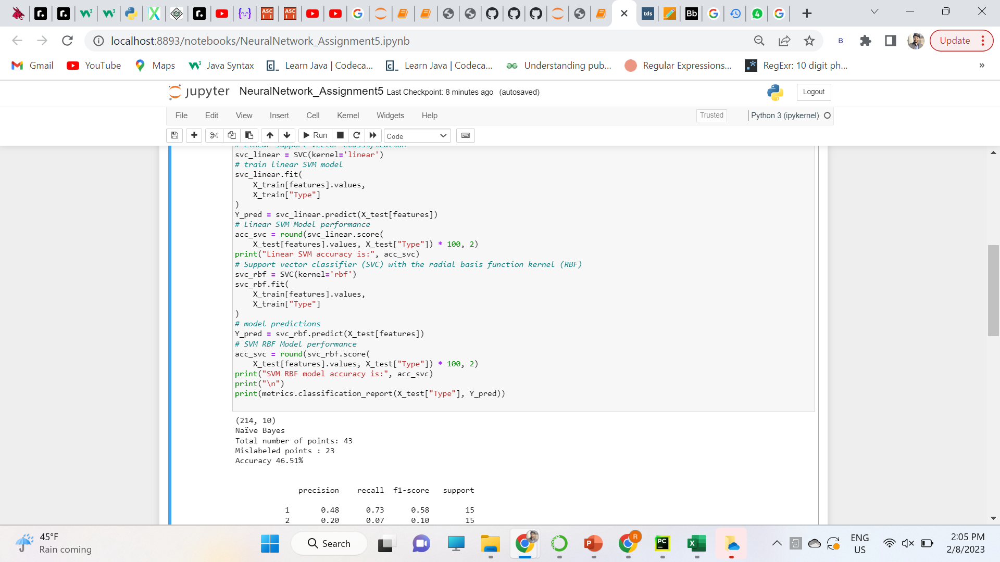 localhost:8893/notebooks/NeuralNetwork_Assignment5.ipynb
Update
Gmail YouTube Maps Java Syntax Learn Java | Codeca... Learn Java | Codeca... Understanding pub... Regular Expressions... RegExr: 10 digit ph... »
jupyter NeuralNetwork_Assignment5 Last Checkpoint: 8 minutes ago (autosaved) Logout
File Edit View Insert Cell Kernel Widgets Help Trusted Python 3 (ipykernel)
Run Code
# Linear Support Vector Classification
svc_linear = SVC(kernel='linear')
# train linear SVM model
svc_linear.fit(
    X_train[features].values,
    X_train["Type"]
)
Y_pred = svc_linear.predict(X_test[features])
# Linear SVM Model performance
acc_svc = round(svc_linear.score(
    X_test[features].values, X_test["Type"]) * 100, 2)
print("Linear SVM accuracy is:", acc_svc)
# Support vector classifier (SVC) with the radial basis function kernel (RBF)
svc_rbf = SVC(kernel='rbf')
svc_rbf.fit(
    X_train[features].values,
    X_train["Type"]
)
# model predictions
Y_pred = svc_rbf.predict(X_test[features])
# SVM RBF Model performance
acc_svc = round(svc_rbf.score(
    X_test[features].values, X_test["Type"]) * 100, 2)
print("SVM RBF model accuracy is:", acc_svc)
print("\n")
print(metrics.classification_report(X_test["Type"], Y_pred))
(214, 10)
Naïve Bayes
Total number of points: 43
Mislabeled points : 23
Accuracy 46.51%
precision recall f1-score support
1 0.48 0.73 0.58 15
2 0.20 0.07 0.10 15
45°F
Rain coming
Search
ENG
US
2:05 PM
2/8/2023